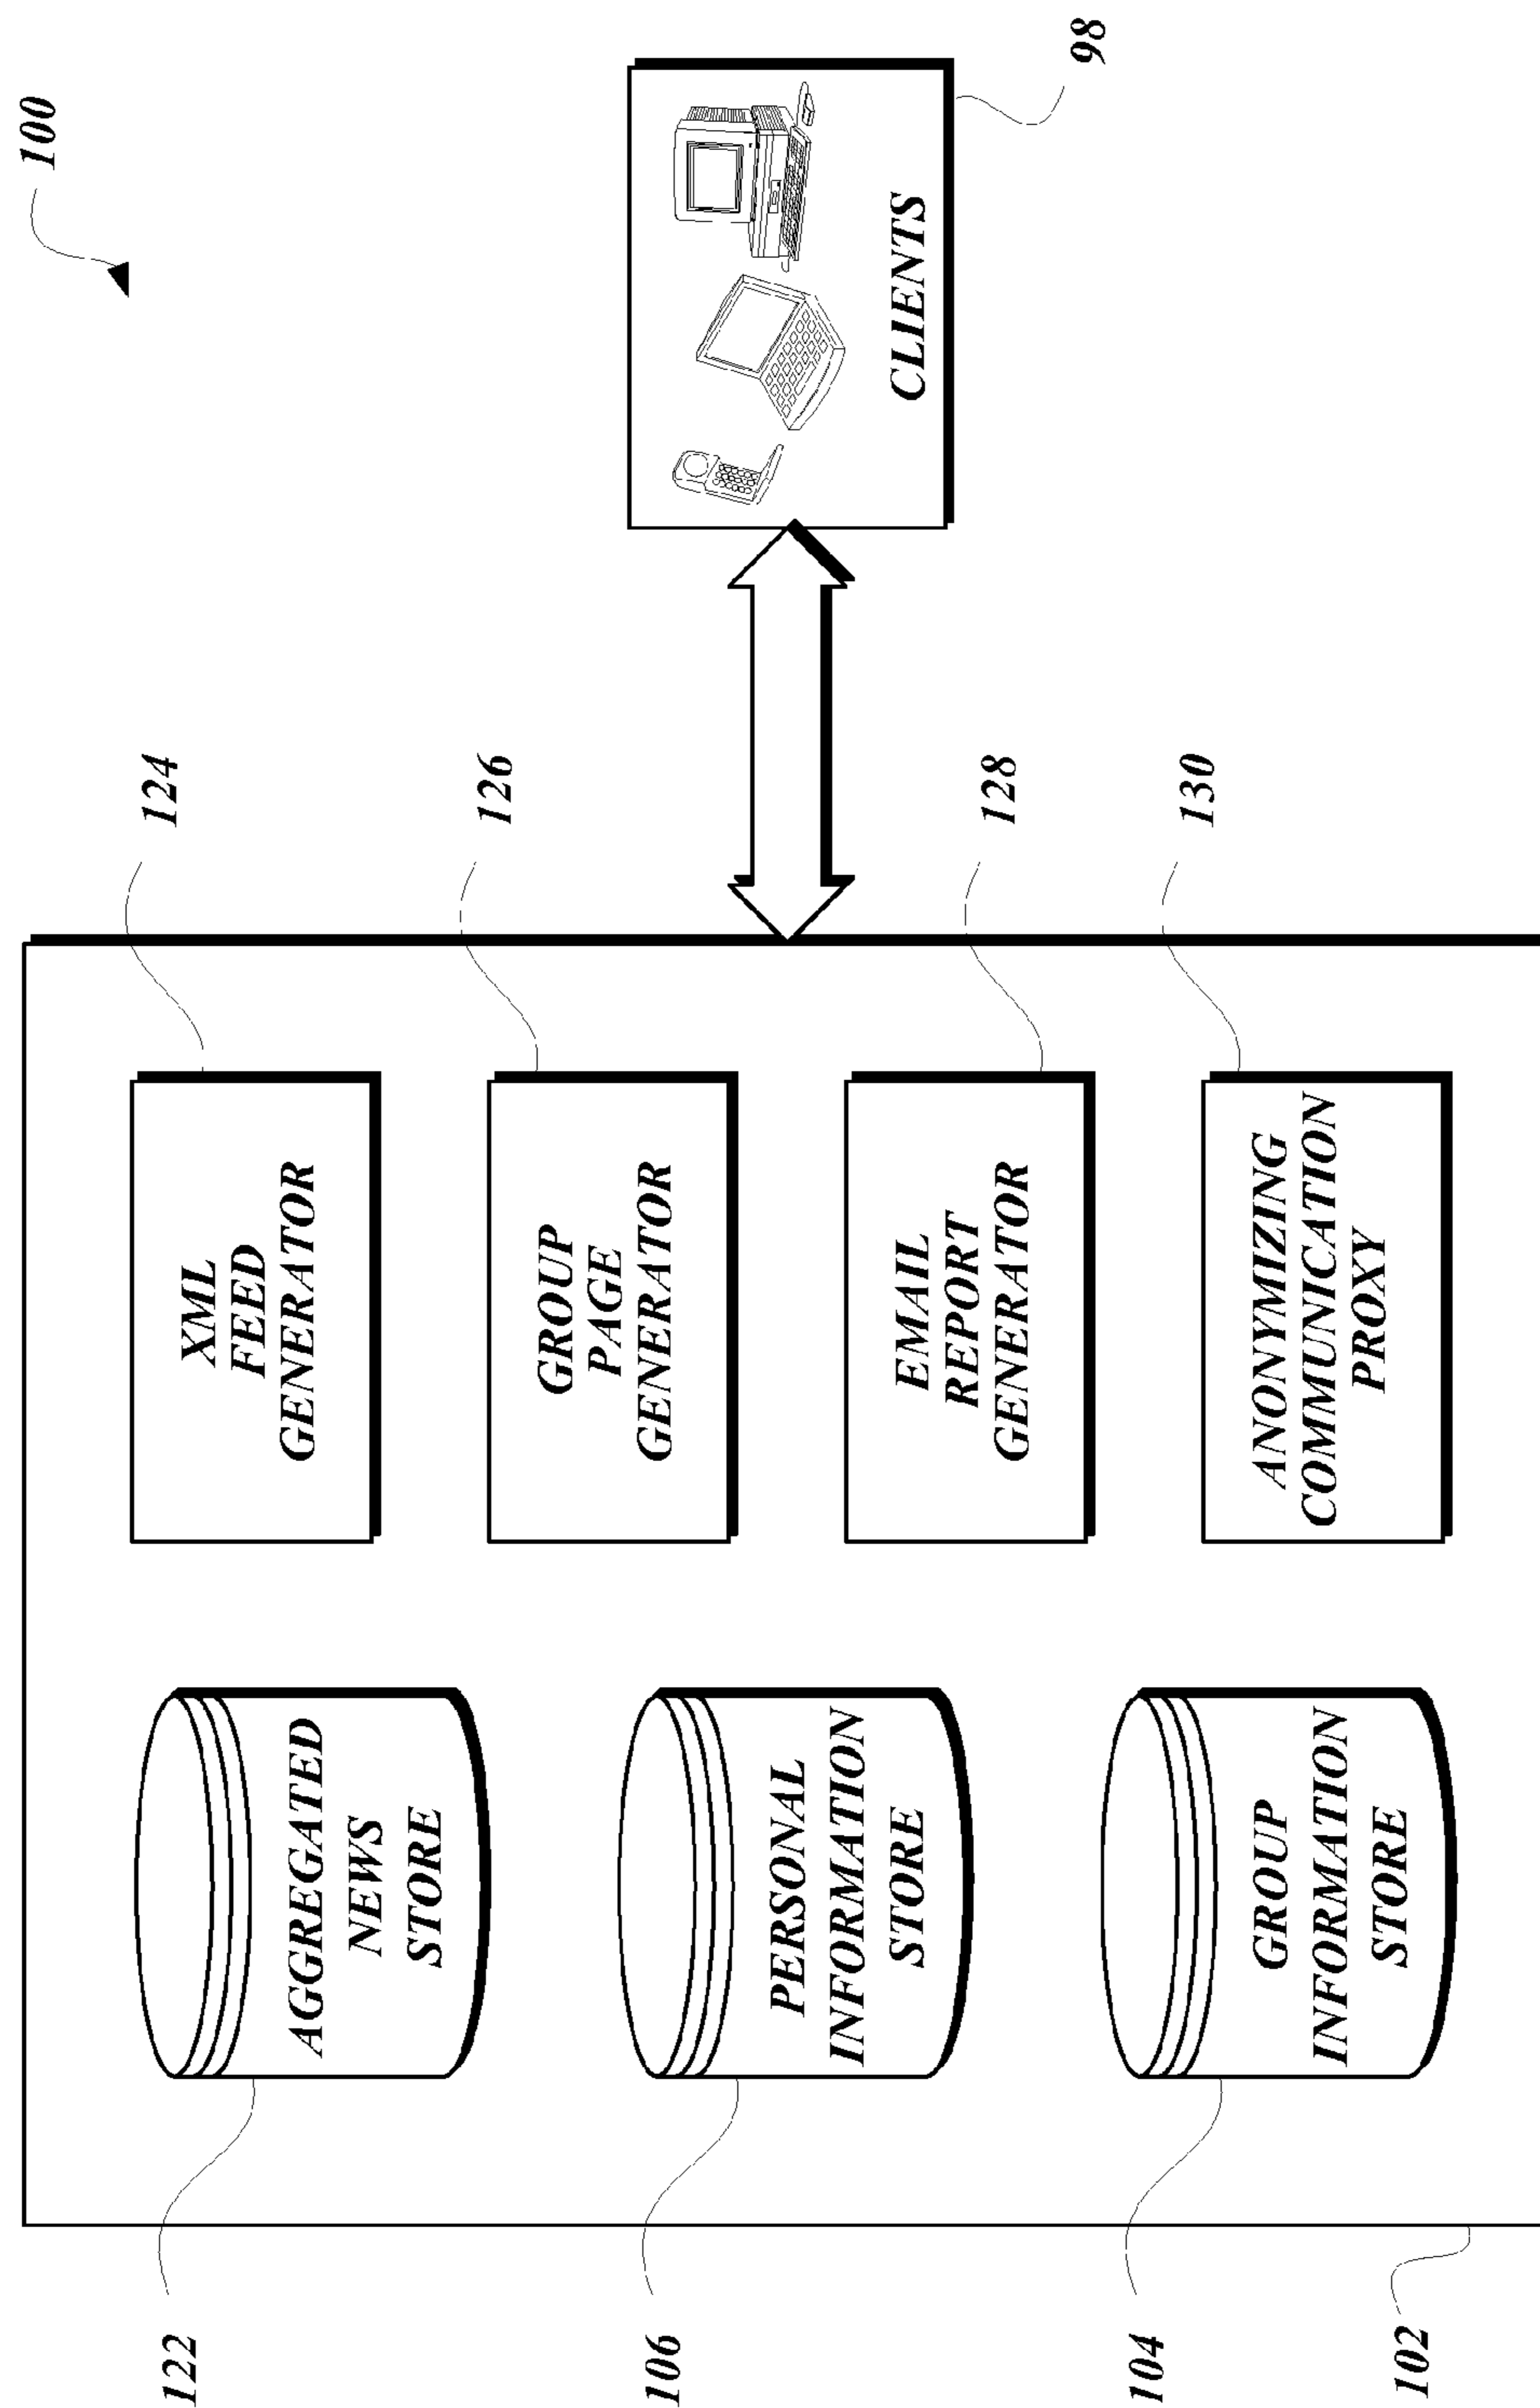 100
124
126
128
130
98
122
106
104
102
AGGREGATED
NEWS
STORE
XML
FEED
GENERATOR
PERSONAL
INFORMATION
STORE
GROUP
PAGE
GENERATOR
CLIENTS
EMAIL
REPORT
GENERATOR
GROUP
INFORMATION
STORE
ANONYMIZING
COMMUNICATION
PROXY